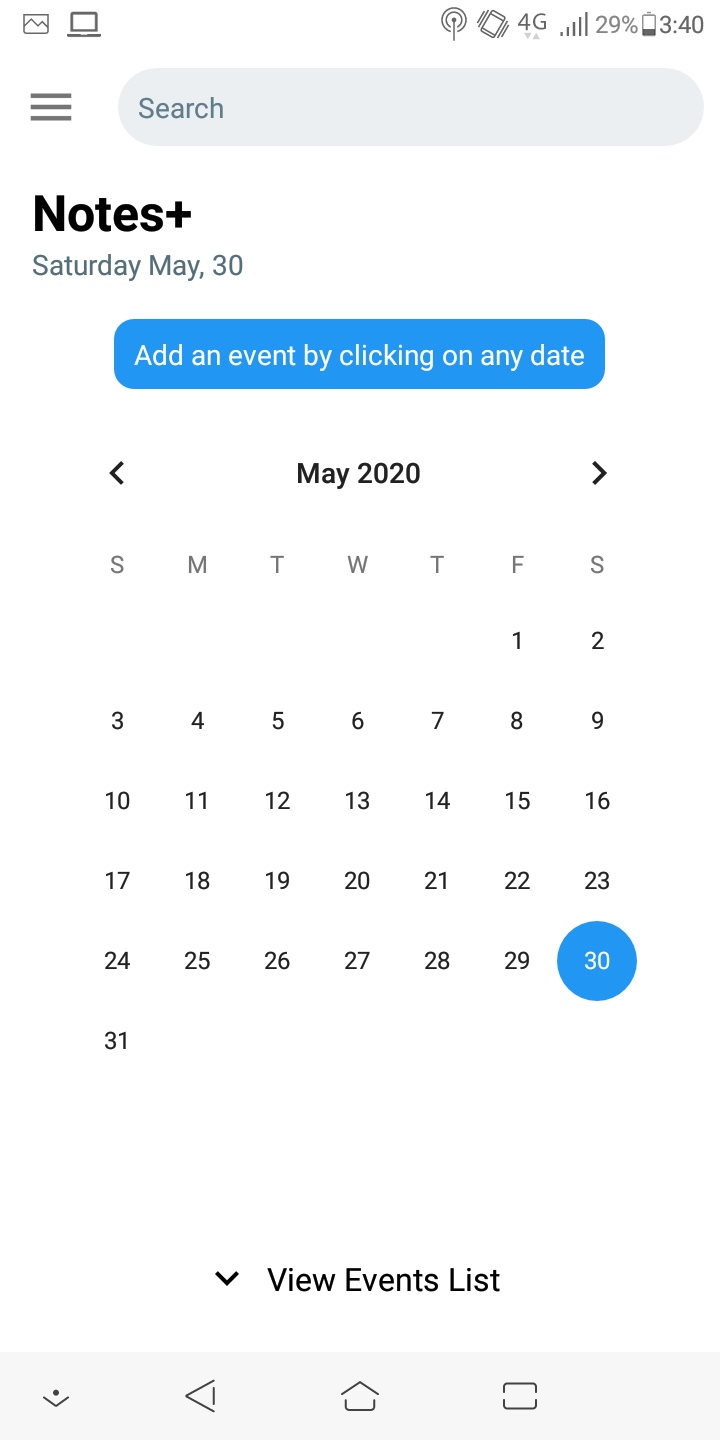 4G 29% 3:40
Search
Notes+
Saturday May, 30
Add an event by clicking on any date
May 2020
S M T W T F S
1 2
3 4 5 6 7 8 9
10 11 12 13 14 15 16
17 18 19 20 21 22 23
24 25 26 27 28 29 30
31
View Events List